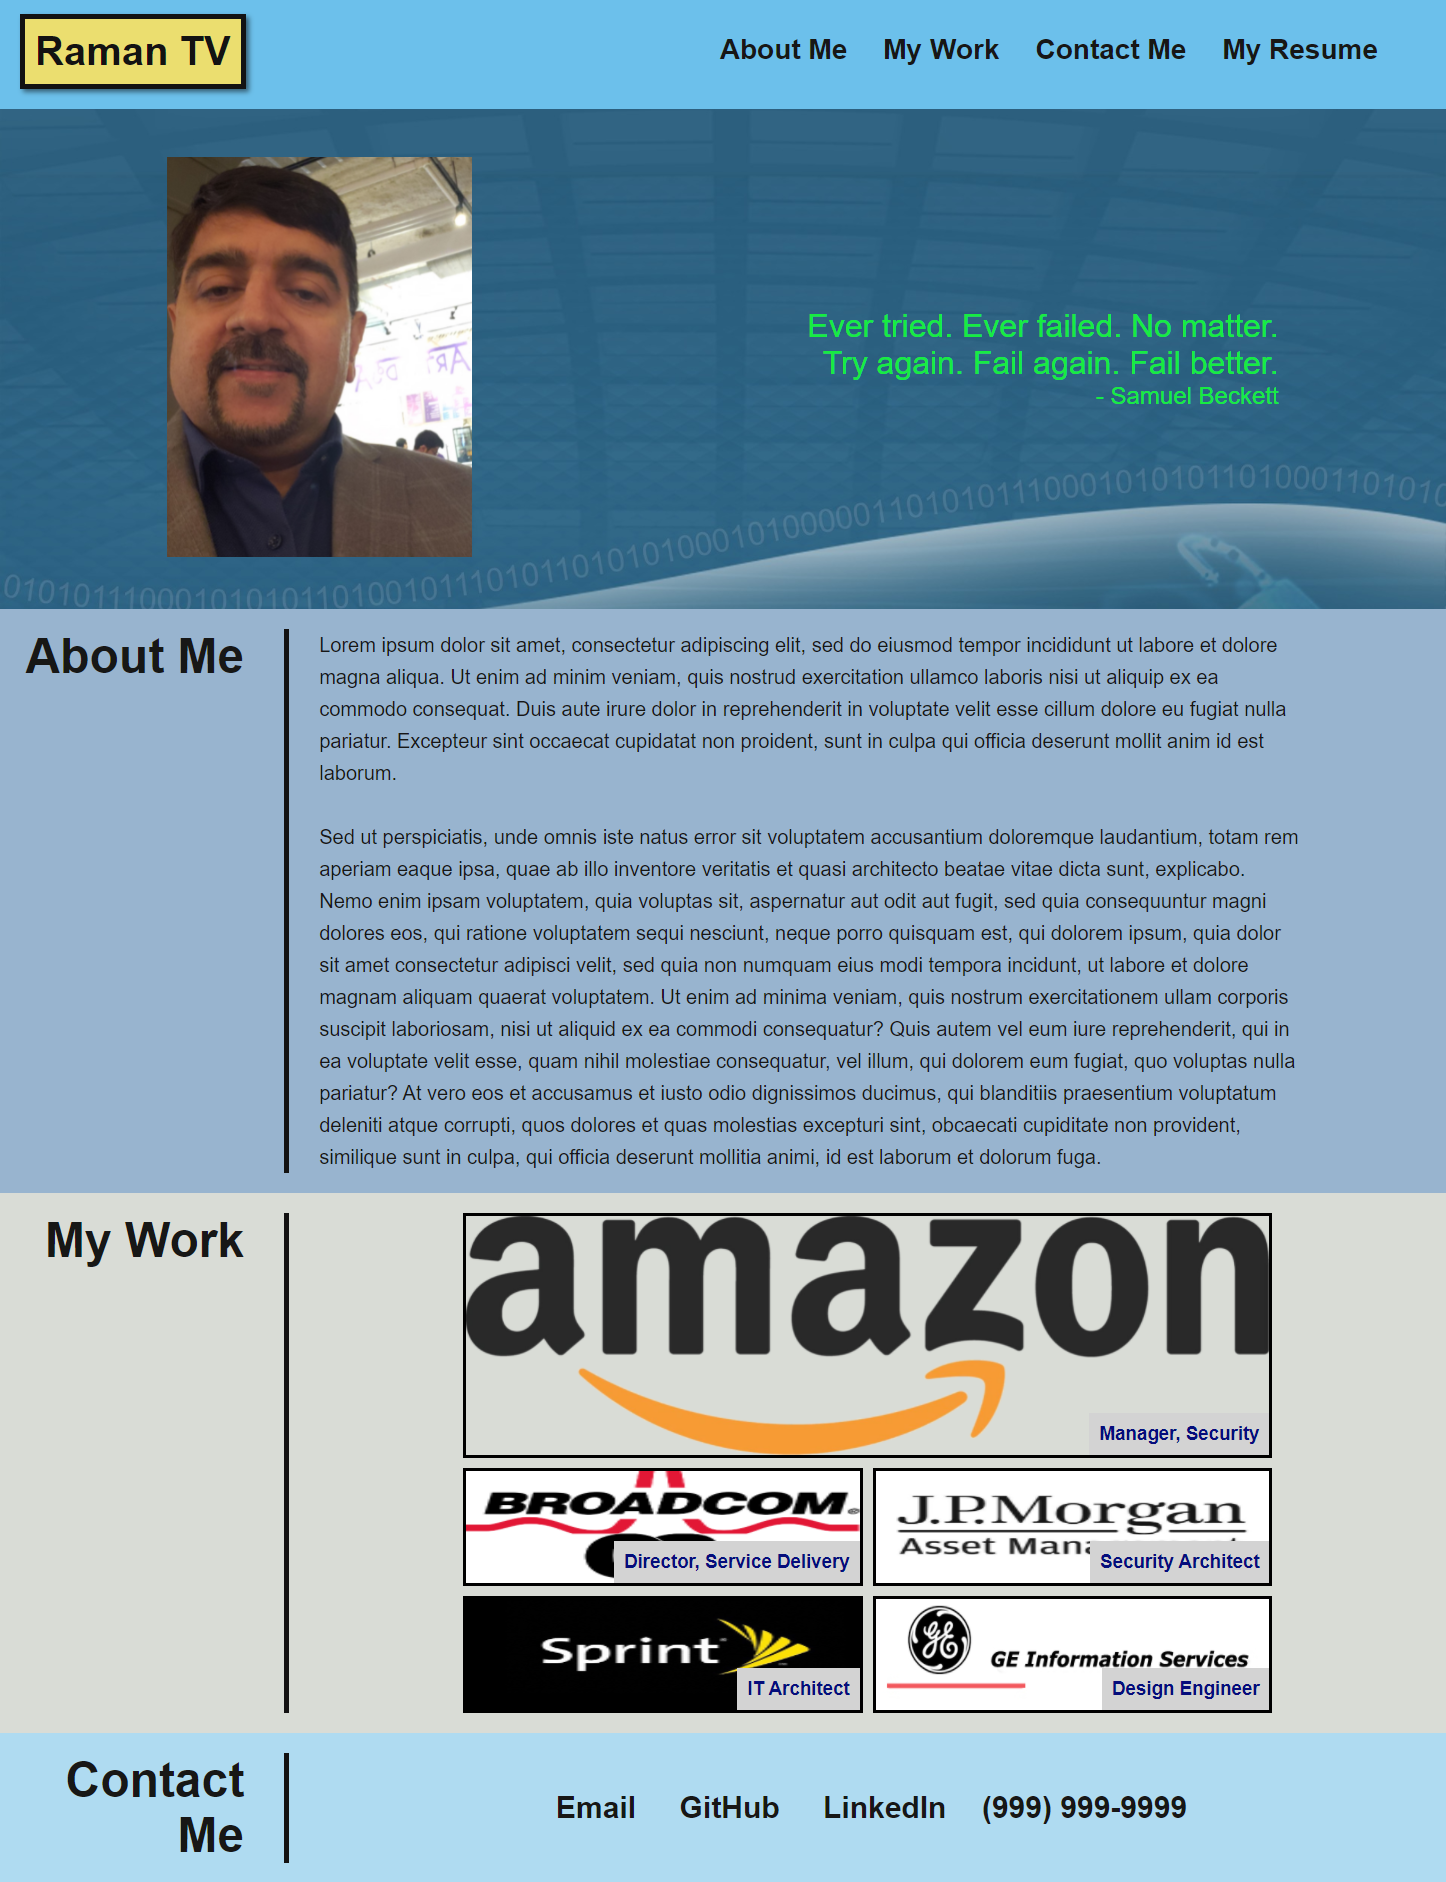 Raman TV
About Me My Work Contact Me My Resume
Ever tried. Ever failed. No matter.
Try again. Fail again. Fail better.
- Samuel Beckett
About Me
Lorem ipsum dolor sit amet, consectetur adipiscing elit, sed do eiusmod tempor incididunt ut labore et dolore
magna aliqua. Ut enim ad minim veniam, quis nostrud exercitation ullamco laboris nisi ut aliquip ex ea
commodo consequat. Duis aute irure dolor in reprehenderit in voluptate velit esse cillum dolore eu fugiat nulla
pariatur. Excepteur sint occaecat cupidatat non proident, sunt in culpa qui officia deserunt mollit anim id est
laborum.
Sed ut perspiciatis, unde omnis iste natus error sit voluptatem accusantium doloremque laudantium, totam rem
aperiam eaque ipsa, quae ab illo inventore veritatis et quasi architecto beatae vitae dicta sunt, explicabo.
Nemo enim ipsam voluptatem, quia voluptas sit, aspernatur aut odit aut fugit, sed quia consequuntur magni
dolores eos, qui ratione voluptatem sequi nesciunt, neque porro quisquam est, qui dolorem ipsum, quia dolor
sit amet consectetur adipisci velit, sed quia non numquam eius modi tempora incidunt, ut labore et dolore
magnam aliquam quaerat voluptatem. Ut enim ad minima veniam, quis nostrum exercitationem ullam corporis
suscipit laboriosam, nisi ut aliquid ex ea commodi consequatur? Quis autem vel eum iure reprehenderit, qui in
ea voluptate velit esse, quam nihil molestiae consequatur, vel illum, qui dolorem eum fugiat, quo voluptas nulla
pariatur? At vero eos et accusamus et iusto odio dignissimos ducimus, qui blanditiis praesentium voluptatum
deleniti atque corrupti, quos dolores et quas molestias excepturi sint, obcaecati cupiditate non provident,
similique sunt in culpa, qui officia deserunt mollitia animi, id est laborum et dolorum fuga.
My Work
amazon
Manager, Security
BROADCOM
Director, Service Delivery
J.P.Morgan
Asset
Security Architect
Sprint
IT Architect
GE
GE Information Services
Design Engineer
Contact
Me
Email GitHub LinkedIn (999) 999-9999